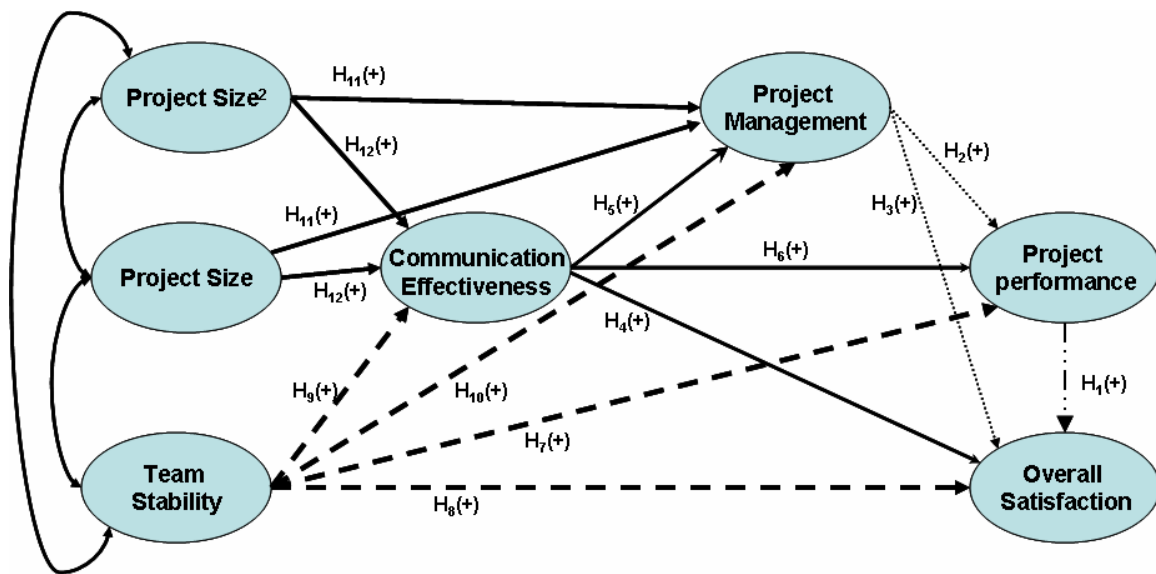 Project Size²
H₁₁(+)
Project
Management
H₁₂(+)
H₂(+)
H₁₁(+)
H₅(+)
H₃(+)
Project Size
H₁₂(+)
Communication
Effectiveness
H₆(+)
Project
performance
H₄(+)
H₉(+)
H₁₀(+)
H₇(+)
H₁(+)
Team
Stability
H₈(+)
Overall
Satisfaction